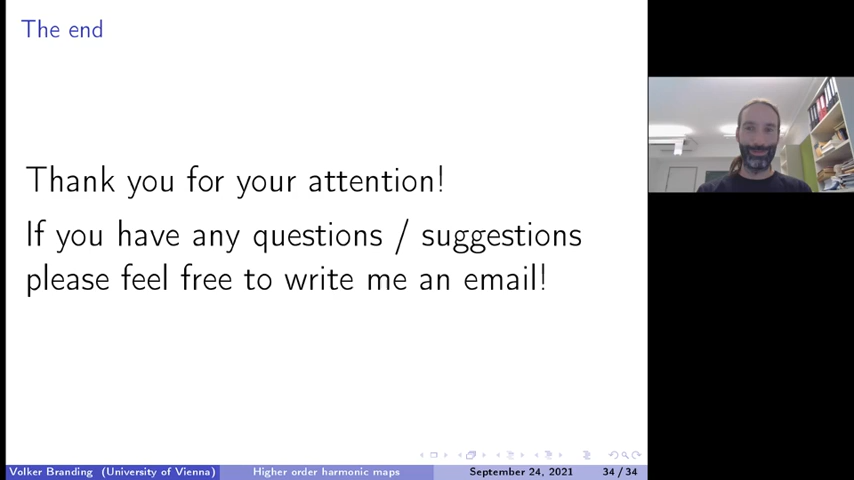 The end
Thank you for your attention!
If you have any questions / suggestions
please feel free to write me an email!
Volker Branding (University of Vienna) Higher order harmonic maps September 24, 2021 34 / 34